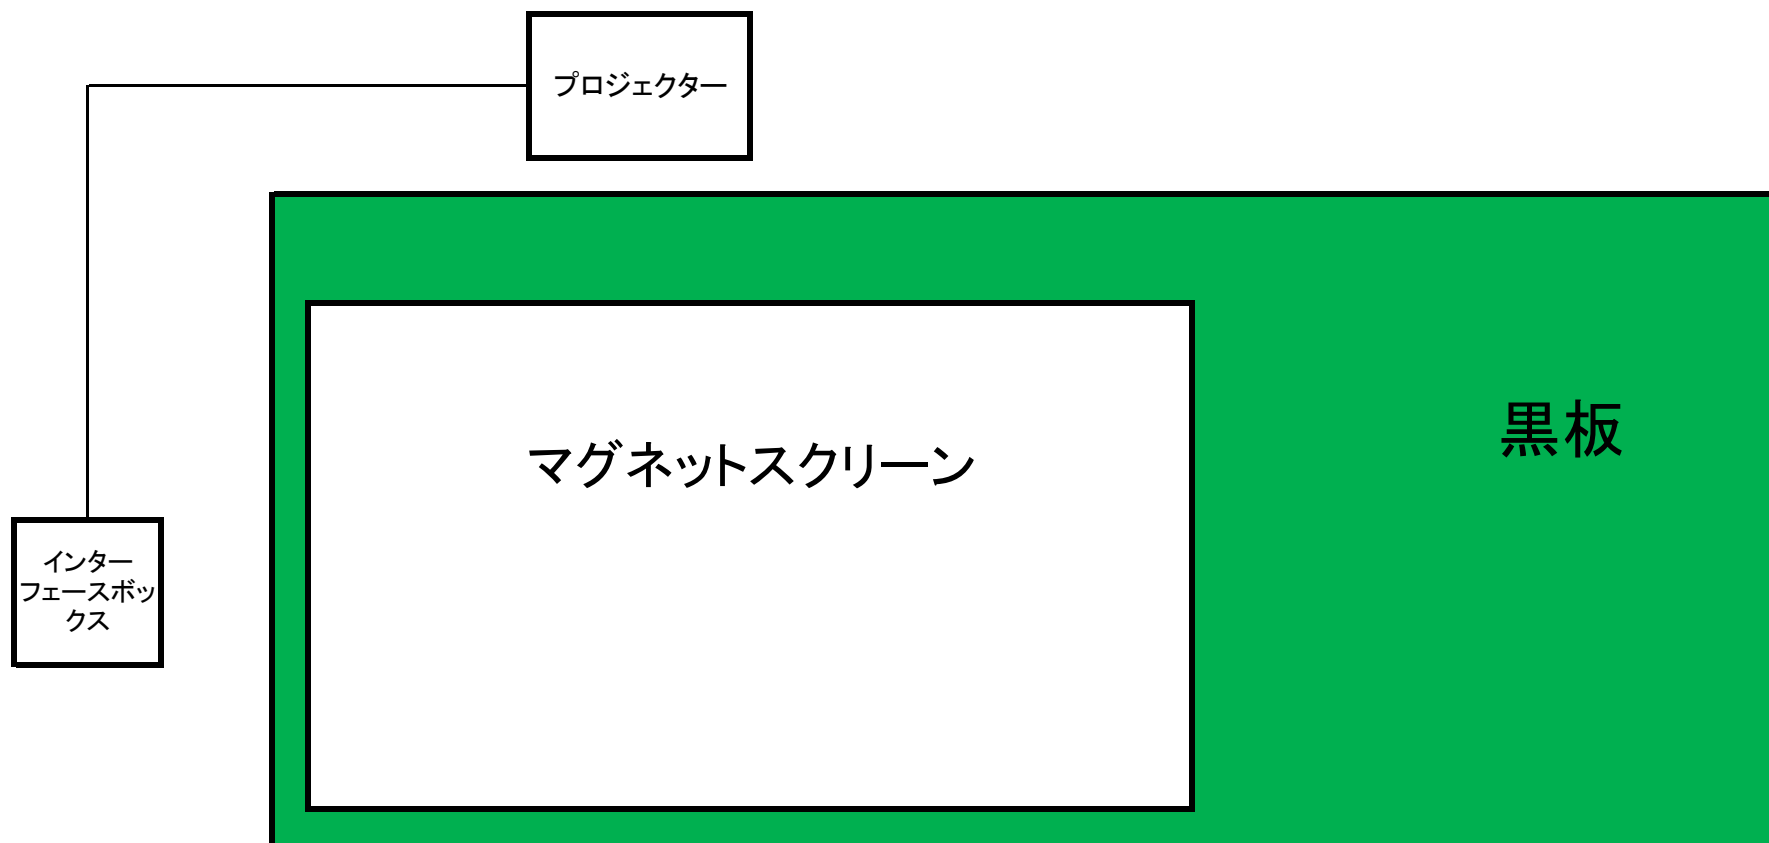 プロジェクター
黒板
マグネットスクリーン
インター
フェースボッ
クス